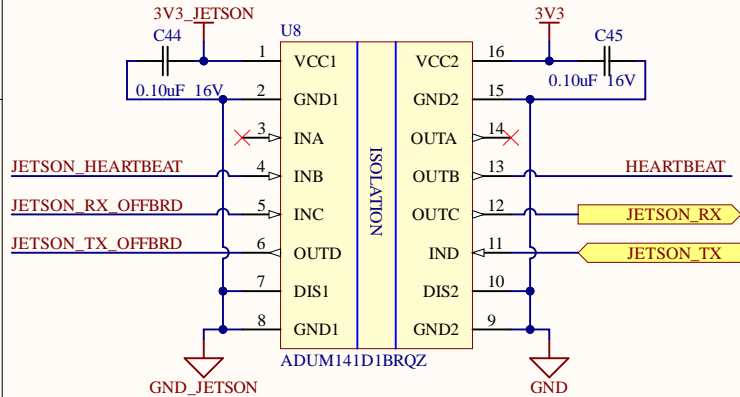 3V3_JETSON
3V3
U8
C44
C45
0.10uF 16V
0.10uF 16V
1 VCC1 VCC2 16
2 GND1 GND2 15
3 INA OUTA 14
JETSON_HEARTBEAT 4 INB OUTB 13 HEARTBEAT
JETSON_RX_OFFBRD 5 INC OUTC 12 JETSON_RX
JETSON_TX_OFFBRD 6 OUTD IND 11 JETSON_TX
7 DIS1 DIS2 10
8 GND1 GND2 9
ISOLATION
ADUM141D1BRQZ
GND_JETSON
GND